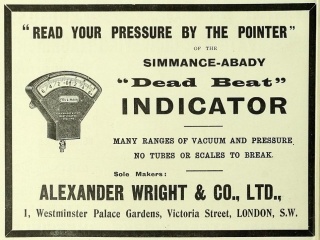 "READ YOUR PRESSURE BY THE POINTER"
OF THE
SIMMANCE-ABADY
"Dead Beat"
INDICATOR
MANY RANGES OF VACUUM AND PRESSURE,
NO TUBES OR SCALES TO BREAK.
Sole Makers:
ALEXANDER WRIGHT & CO., LTD.,
1, Westminster Palace Gardens, Victoria Street, LONDON, S.W.